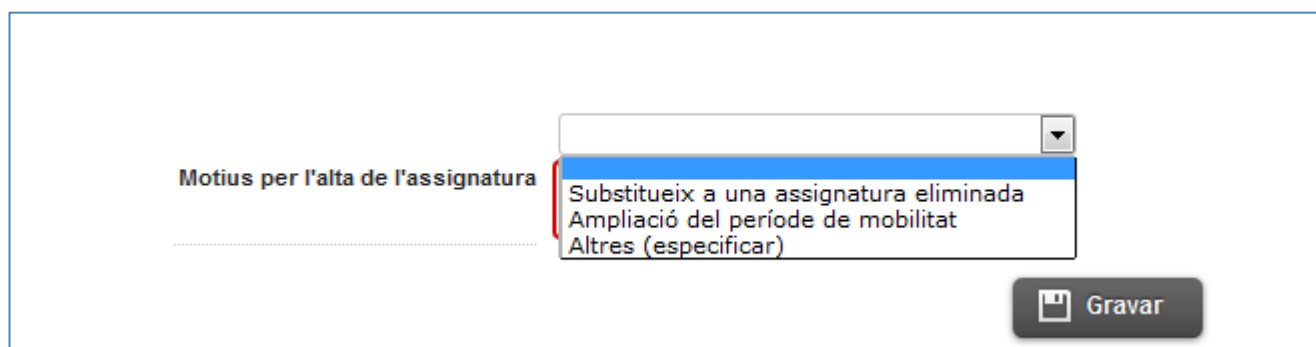 Motius per l'alta de l'assignatura
Substitueix a una assignatura eliminada
Ampliació del període de mobilitat
Altres (especificar)
Gravar